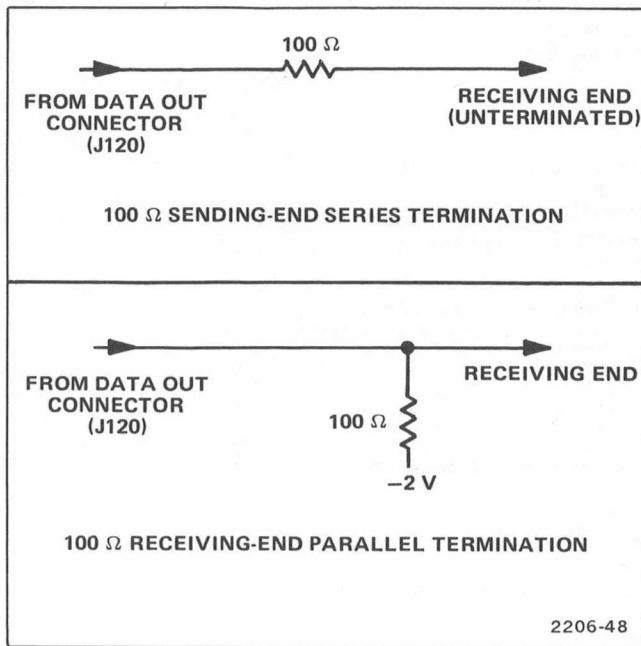 100 Ω
FROM DATA OUT
CONNECTOR
(J120)
RECEIVING END
(UNTERMINATED)
100 Ω SENDING-END SERIES TERMINATION
FROM DATA OUT
CONNECTOR
(J120)
RECEIVING END
100 Ω
−2 V
100 Ω RECEIVING-END PARALLEL TERMINATION
2206-48